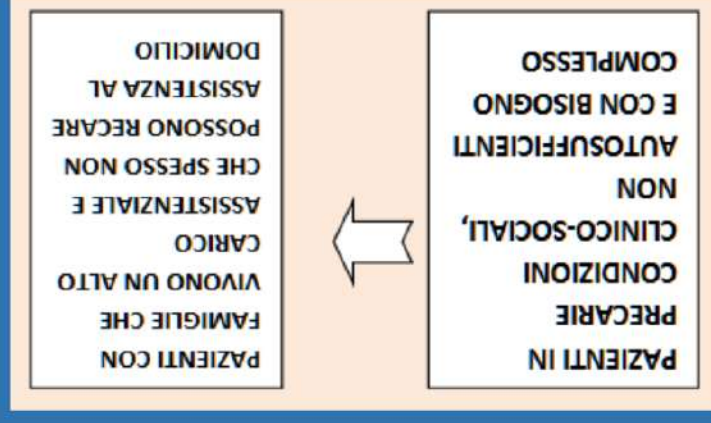 PAZIENTI IN
PRECARIE
CONDIZIONI
CLINICO-SOCIALI,
NON
AUTOSUFFICIENTI
E CON BISOGNO
COMPLESSO
PAZIENTI CON
FAMIGLIE CHE
VIVONO UN ALTO
CARICO
ASSISTENZIALE E
CHE SPESSO NON
POSSONO RECARE
ASSISTENZA AL
DOMICILIO